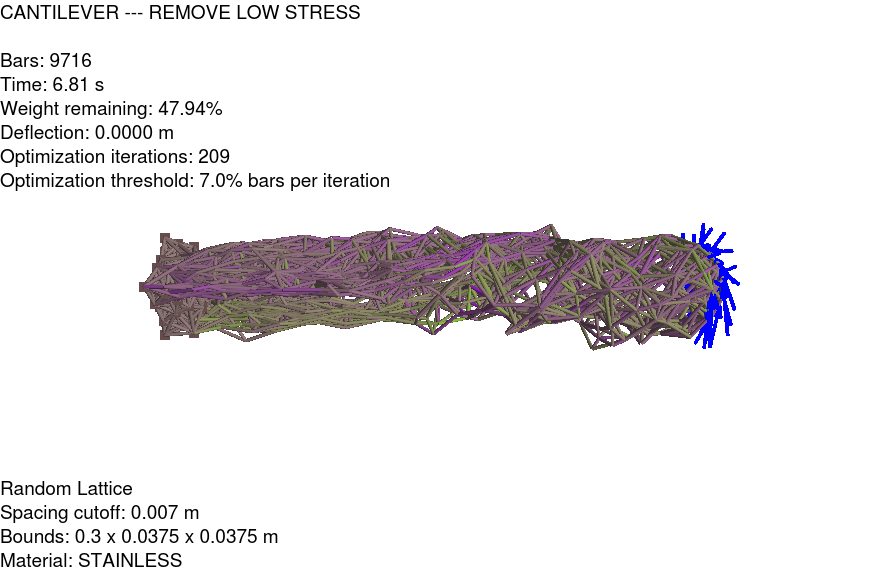 CANTILEVER --- REMOVE LOW STRESS
Bars: 9716
Time: 6.81 s
Weight remaining: 47.94%
Deflection: 0.0000 m
Optimization iterations: 209
Optimization threshold: 7.0% bars per iteration
Random Lattice
Spacing cutoff: 0.007 m
Bounds: 0.3 x 0.0375 x 0.0375 m
Material: STAINLESS